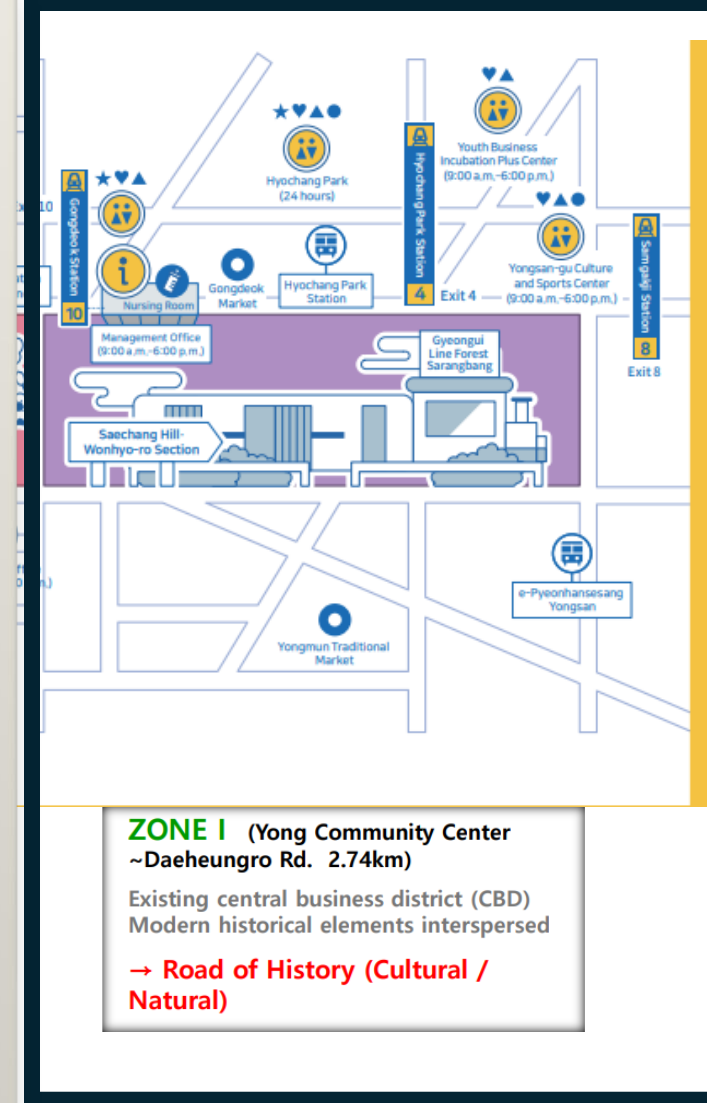 Hyochang Park
(24 hours)
Youth Business
Incubation Plus Center
(9:00 a,m,-6:00 p.m.)
Gongdeok Station
10
10
Hyochang Park Station
4
Exit 4
Yongsan-gu Culture
and Sports Center
(9:00 a,m,-6:00 p,m.)
Samgakji Station
8
Exit 8
i
Nursing Room
Gongdeok
Market
Hyochang Park
Station
Management Office
(9:00 a,m,-6:00 p,m,)
Gyeongui
Line Forest
Sarangbang
Saechang Hill-
Wonhyo-ro Section
e-Pyeonhansesang
Yongsan
Yongmun Traditional
Market
ZONE I (Yong Community Center
~Daeheungro Rd. 2.74km)
Existing central business district (CBD)
Modern historical elements interspersed
→ Road of History (Cultural /
Natural)